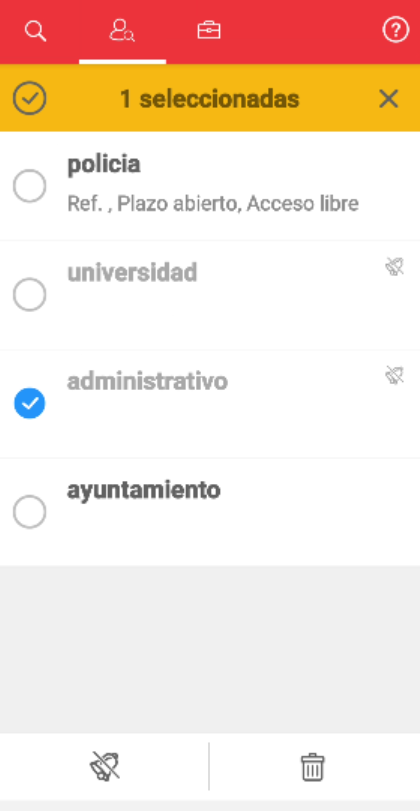 1 seleccionadas
policia
Ref. , Plazo abierto, Acceso libre
universidad
administrativo
ayuntamiento